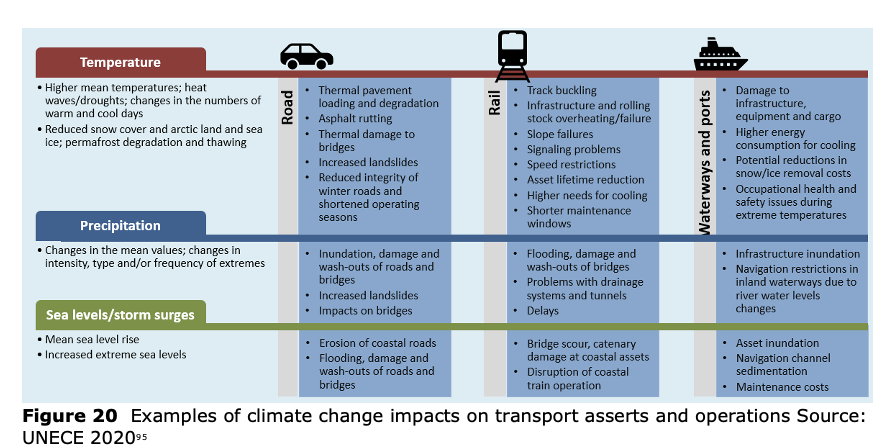 Temperature
• Higher mean temperatures; heat
waves/droughts; changes in the numbers of
warm and cool days
• Reduced snow cover and arctic land and sea
ice; permafrost degradation and thawing
Road
• Thermal pavement
loading and degradation
• Asphalt rutting
• Thermal damage to
bridges
• Increased landslides
• Reduced integrity of
winter roads and
shortened operating
seasons
Rail
• Track buckling
• Infrastructure and rolling
stock overheating/failure
• Slope failures
• Signaling problems
• Speed restrictions
• Asset lifetime reduction
• Higher needs for cooling
• Shorter maintenance
windows
Waterways and ports
• Damage to
infrastructure,
equipment and cargo
• Higher energy
consumption for cooling
• Potential reductions in
snow/ice removal costs
• Occupational health and
safety issues during
extreme temperatures
Precipitation
• Changes in the mean values; changes in
intensity, type and/or frequency of extremes
• Inundation, damage and
wash-outs of roads and
bridges
• Increased landslides
• Impacts on bridges
• Flooding, damage and
wash-outs of bridges
• Problems with drainage
systems and tunnels
• Delays
• Infrastructure inundation
• Navigation restrictions in
inland waterways due to
river water levels
changes
Sea levels/storm surges
• Mean sea level rise
• Increased extreme sea levels
• Erosion of coastal roads
• Flooding, damage and
wash-outs of roads and
bridges
• Bridge scour, catenary
damage at coastal assets
• Disruption of coastal
train operation
• Asset inundation
• Navigation channel
sedimentation
• Maintenance costs
Figure 20 Examples of climate change impacts on transport asserts and operations Source:
UNECE 2020⁹⁵